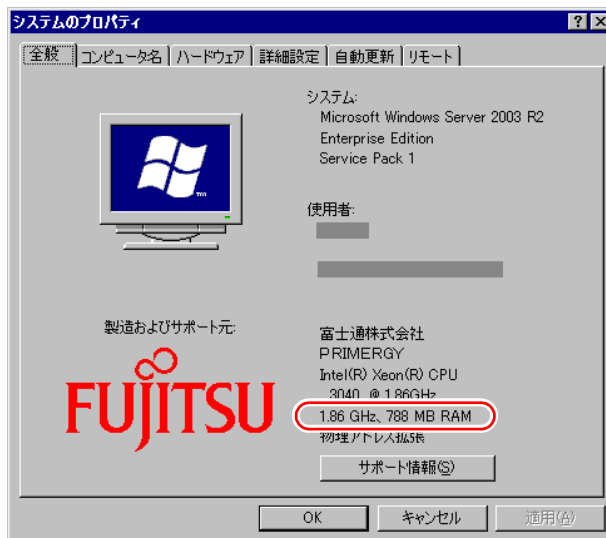 システムのプロパティ
全般 コンピュータ名 ハードウェア 詳細設定 自動更新 リモート
システム:
Microsoft Windows Server 2003 R2
Enterprise Edition
Service Pack 1
使用者:
製造およびサポート元:
富士通株式会社
PRIMERGY
Intel(R) Xeon(R) CPU
3040 @ 1.86GHz
1.86 GHz、788 MB RAM
物理アドレス拡張
FUJITSU
サポート情報(S)
OK キャンセル 適用(A)